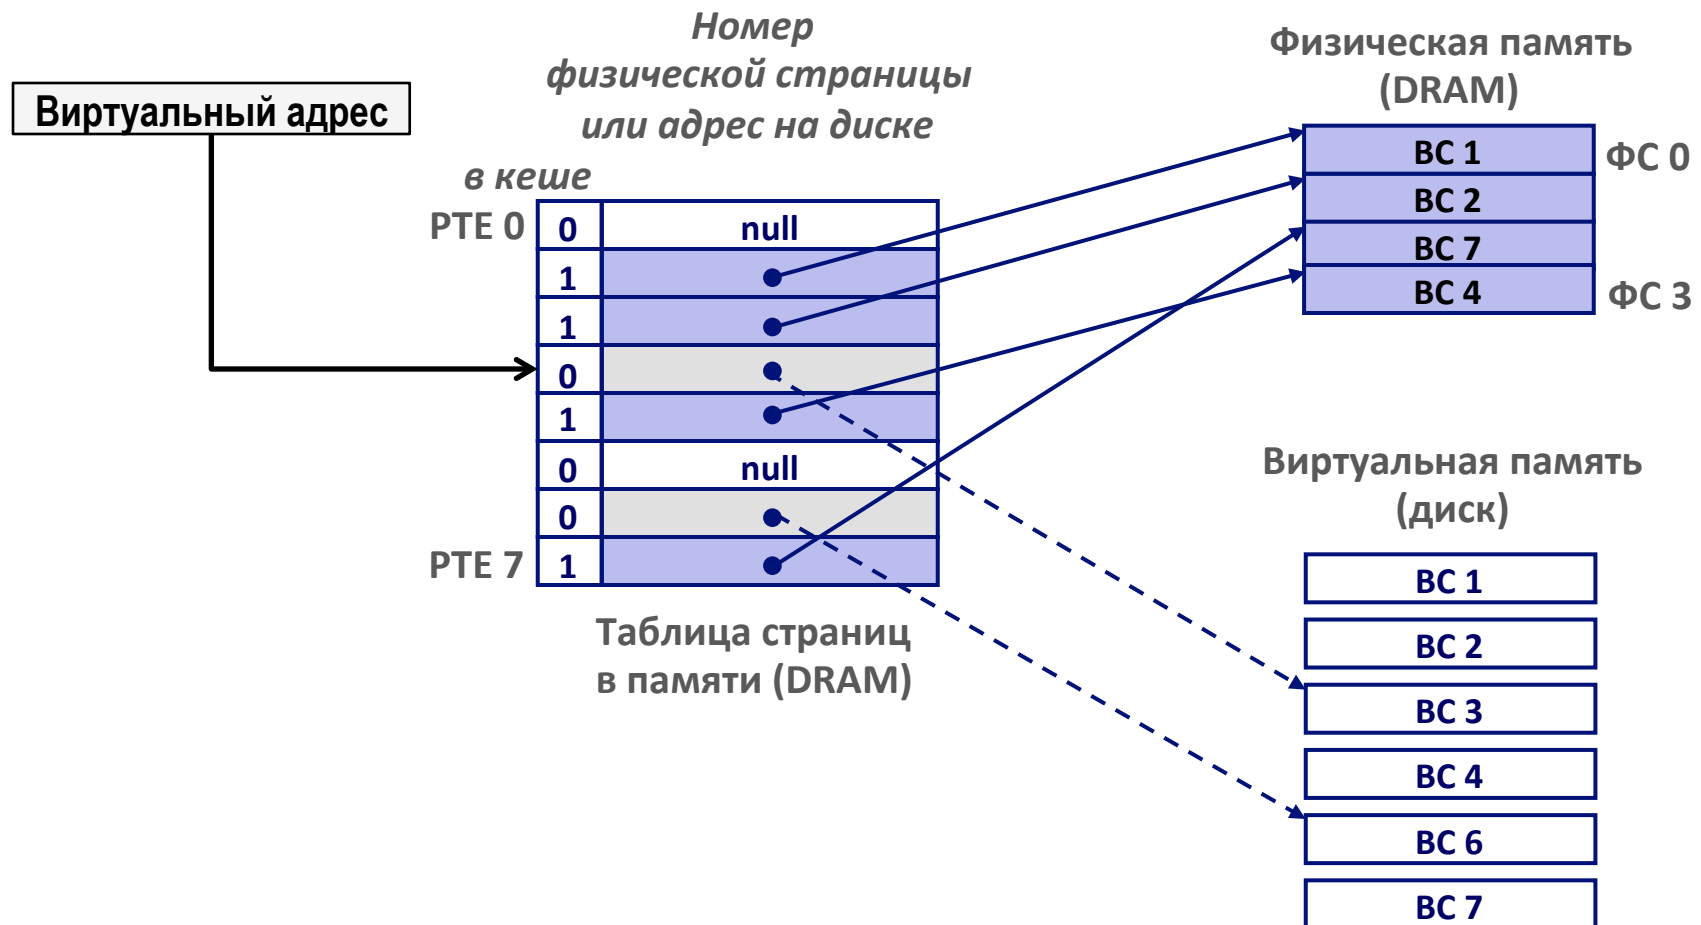 Номер
физической страницы
или адрес на диске
Физическая память
(DRAM)
Виртуальный адрес
в кеше
PTE 0
0
null
1
1
0
1
0
null
0
PTE 7
1
Таблица страниц
в памяти (DRAM)
ВС 1
ФС 0
ВС 2
ВС 7
ВС 4
ФС 3
Виртуальная память
(диск)
ВС 1
ВС 2
ВС 3
ВС 4
ВС 6
ВС 7